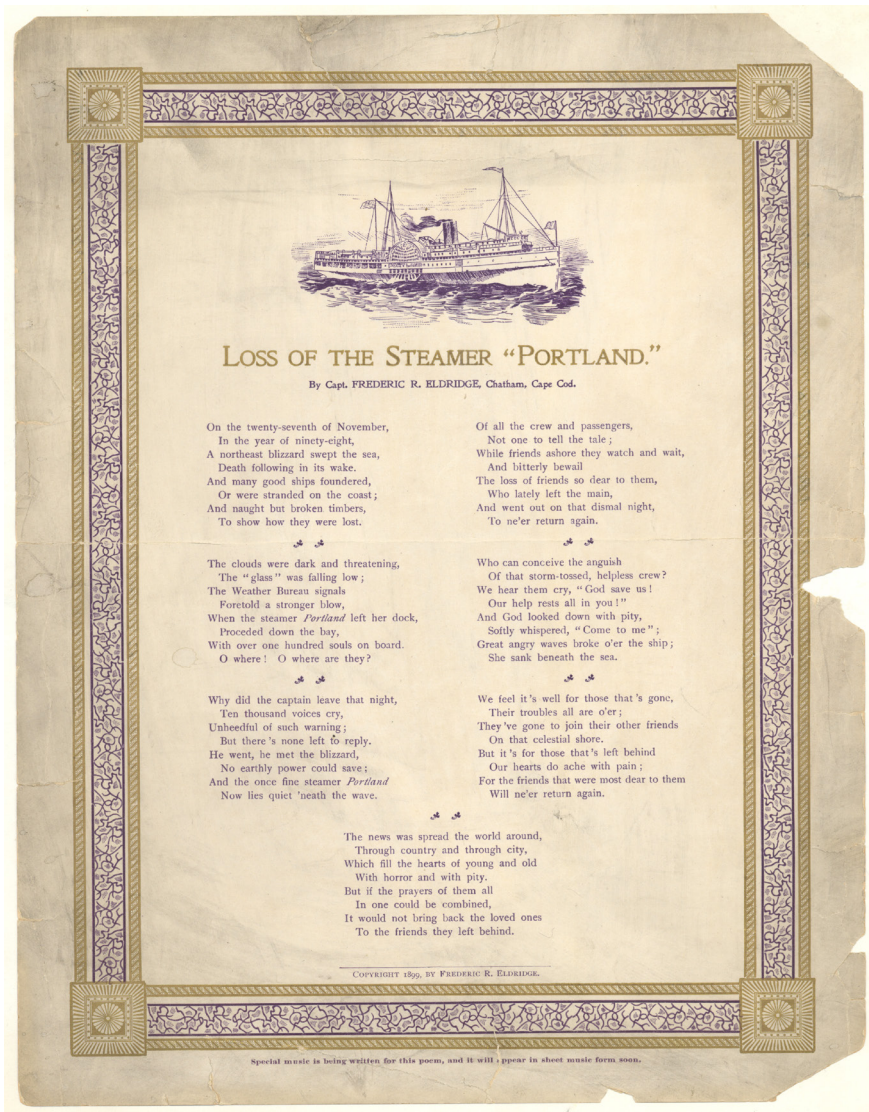 LOSS OF THE STEAMER “PORTLAND.”
By Capt. FREDERIC R. ELDRIDGE, Chatham, Cape Cod.
On the twenty-seventh of November,
In the year of ninety-eight,
A northeast blizzard swept the sea,
Death following in its wake.
And many good ships foundered,
Or were stranded on the coast;
And naught but broken timbers,
To show how they were lost.
The clouds were dark and threatening,
The “glass” was falling low;
The Weather Bureau signals
Foretold a stronger blow,
When the steamer Portland left her dock,
Proceded down the bay,
With over one hundred souls on board.
O where! O where are they?
Why did the captain leave that night,
Ten thousand voices cry,
Unheedful of such warning;
But there's none left to reply.
He went, he met the blizzard,
No earthly power could save;
And the once fine steamer Portland
Now lies quiet 'neath the wave.
Of all the crew and passengers,
Not one to tell the tale;
While friends ashore they watch and wait,
And bitterly bewail
The loss of friends so dear to them,
Who lately left the main,
And went out on that dismal night,
To ne'er return again.
Who can conceive the anguish
Of that storm-tossed, helpless crew?
We hear them cry, “God save us!
Our help rests all in you!”
And God looked down with pity,
Softly whispered, “Come to me”;
Great angry waves broke o'er the ship;
She sank beneath the sea.
We feel it's well for those that's gone,
Their troubles all are o'er;
They've gone to join their other friends
On that celestial shore.
But it's for those that's left behind
Our hearts do ache with pain;
For the friends that were most dear to them
Will ne'er return again.
The news was spread the world around,
Through country and through city,
Which fill the hearts of young and old
With horror and with pity.
But if the prayers of them all
In one could be combined,
It would not bring back the loved ones
To the friends they left behind.
COPYRIGHT 1899, BY FREDERIC R. ELDRIDGE.
Special music is being written for this poem, and it will appear in sheet music form soon.